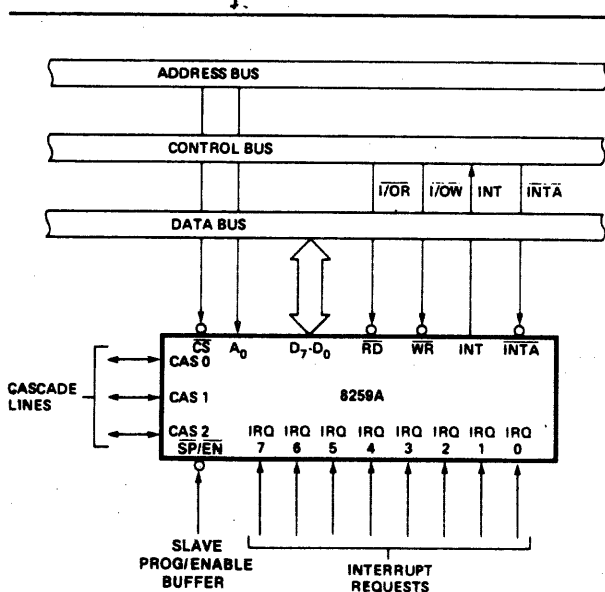 ADDRESS BUS
CONTROL BUS
I/OR I/OW INT INTA
DATA BUS
CS A0 D7-D0 RD WR INT INTA
CAS 0
CASCADE LINES
CAS 1
8259A
CAS 2
SP/EN
IRQ 7 IRQ 6 IRQ 5 IRQ 4 IRQ 3 IRQ 2 IRQ 1 IRQ 0
SLAVE
PROG/ENABLE
BUFFER
INTERRUPT
REQUESTS